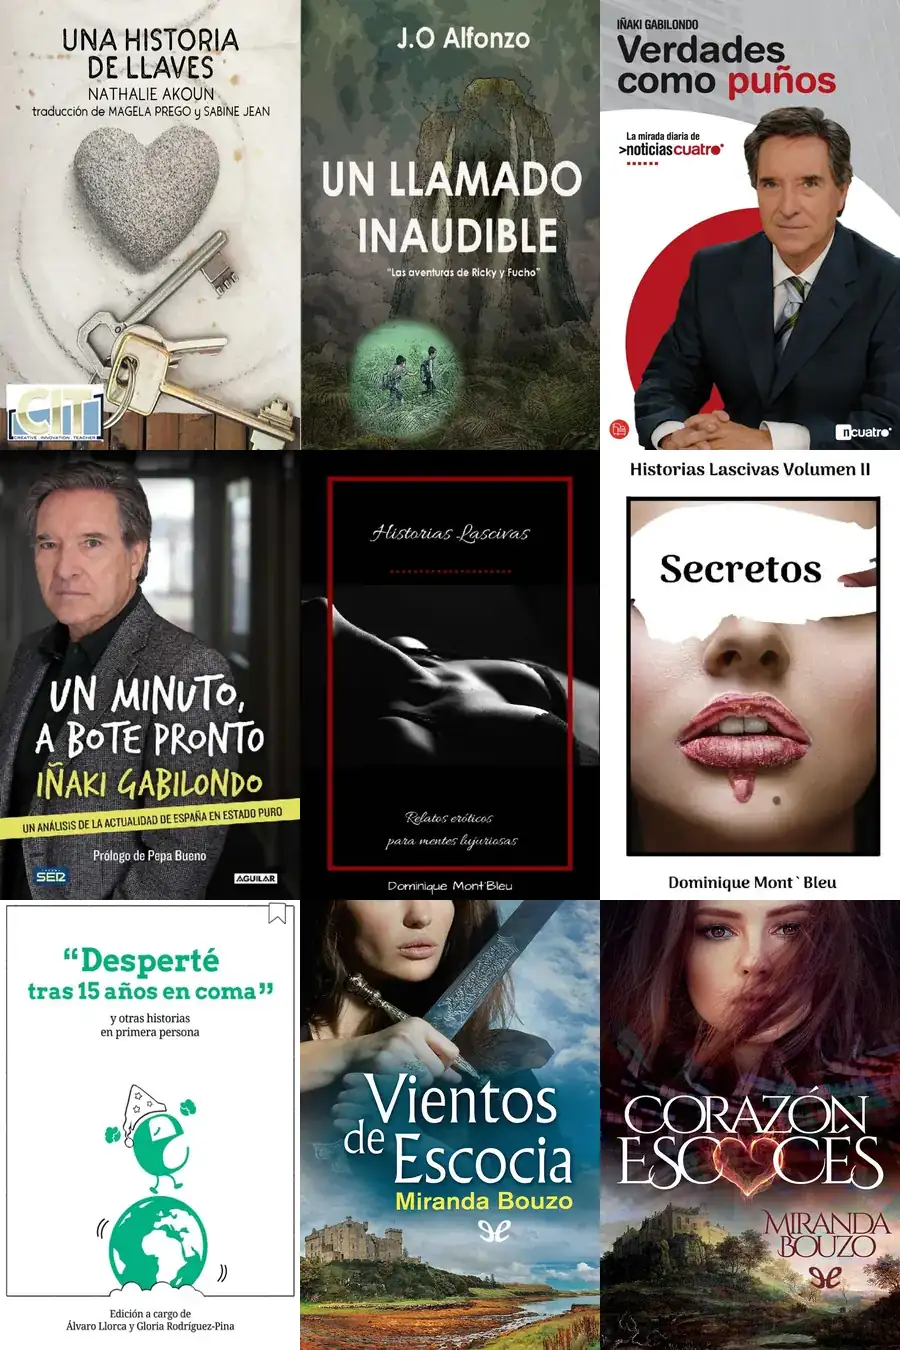 UNA HISTORIA
DE LLAVES
NATHALIE AKOUN
traducción de MAGELA PREGO y SABINE JEAN
CIT
CREATIVE · INNOVATION · TEACHER
J.O Alfonzo
UN LLAMADO
INAUDIBLE
"Las aventuras de Ricky y Fucho"
IÑAKI GABILONDO
Verdades
como puños
La mirada diaria de
>noticiascuatro
ncuatro
UN MINUTO,
A BOTE PRONTO
IÑAKI GABILONDO
UN ANÁLISIS DE LA ACTUALIDAD DE ESPAÑA EN ESTADO PURO
Prólogo de Pepa Bueno
SER
AGUILAR
Historias Lascivas
Relatos eróticos
para mentes lujuriosas
Dominique Mont'Bleu
Historias Lascivas Volumen II
Secretos
Dominique Mont`Bleu
“Desperté
tras 15 años en coma”
y otras historias
en primera persona
Edición a cargo de
Álvaro Llorca y Gloria Rodríguez-Pina
Vientos
de
Escocia
Miranda Bouzo
CORAZÓN
ESCOCÉS
MIRANDA
BOUZO